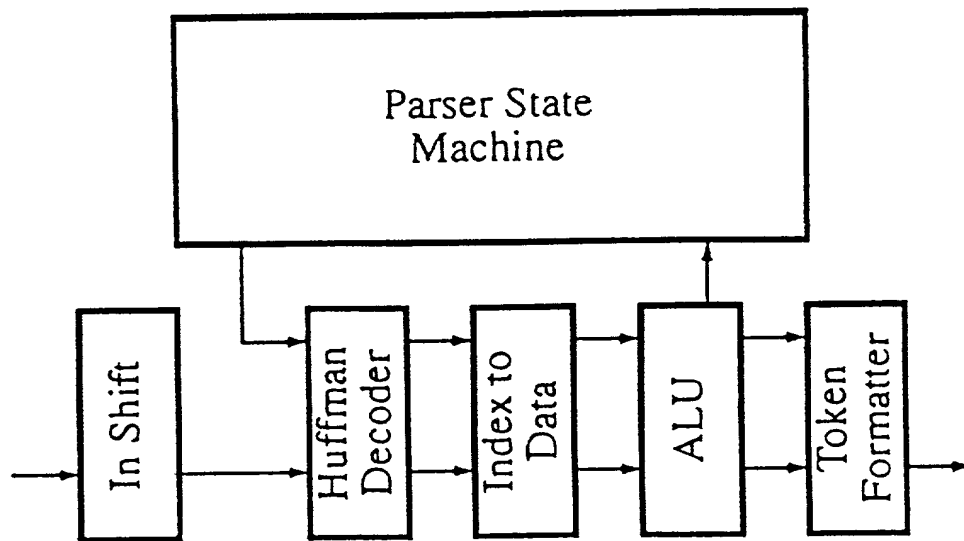 Parser State
Machine
In Shift
Huffman
Decoder
Index to
Data
ALU
Token
Formatter